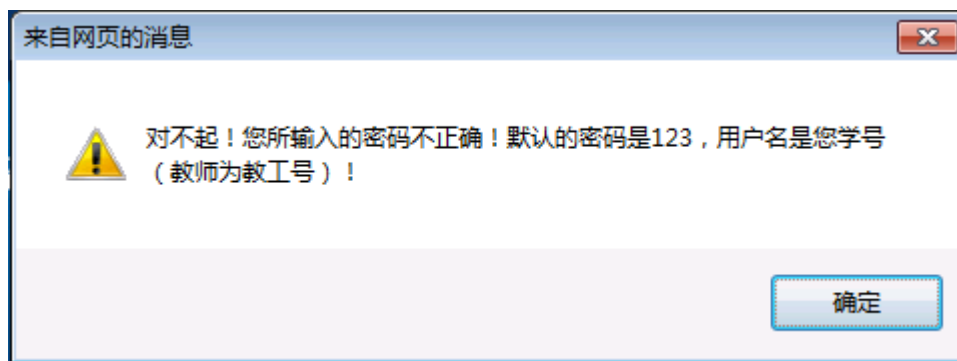 来自网页的消息
对不起！您所输入的密码不正确！默认的密码是123，用户名是您学号
（教师为教工号）！
确定